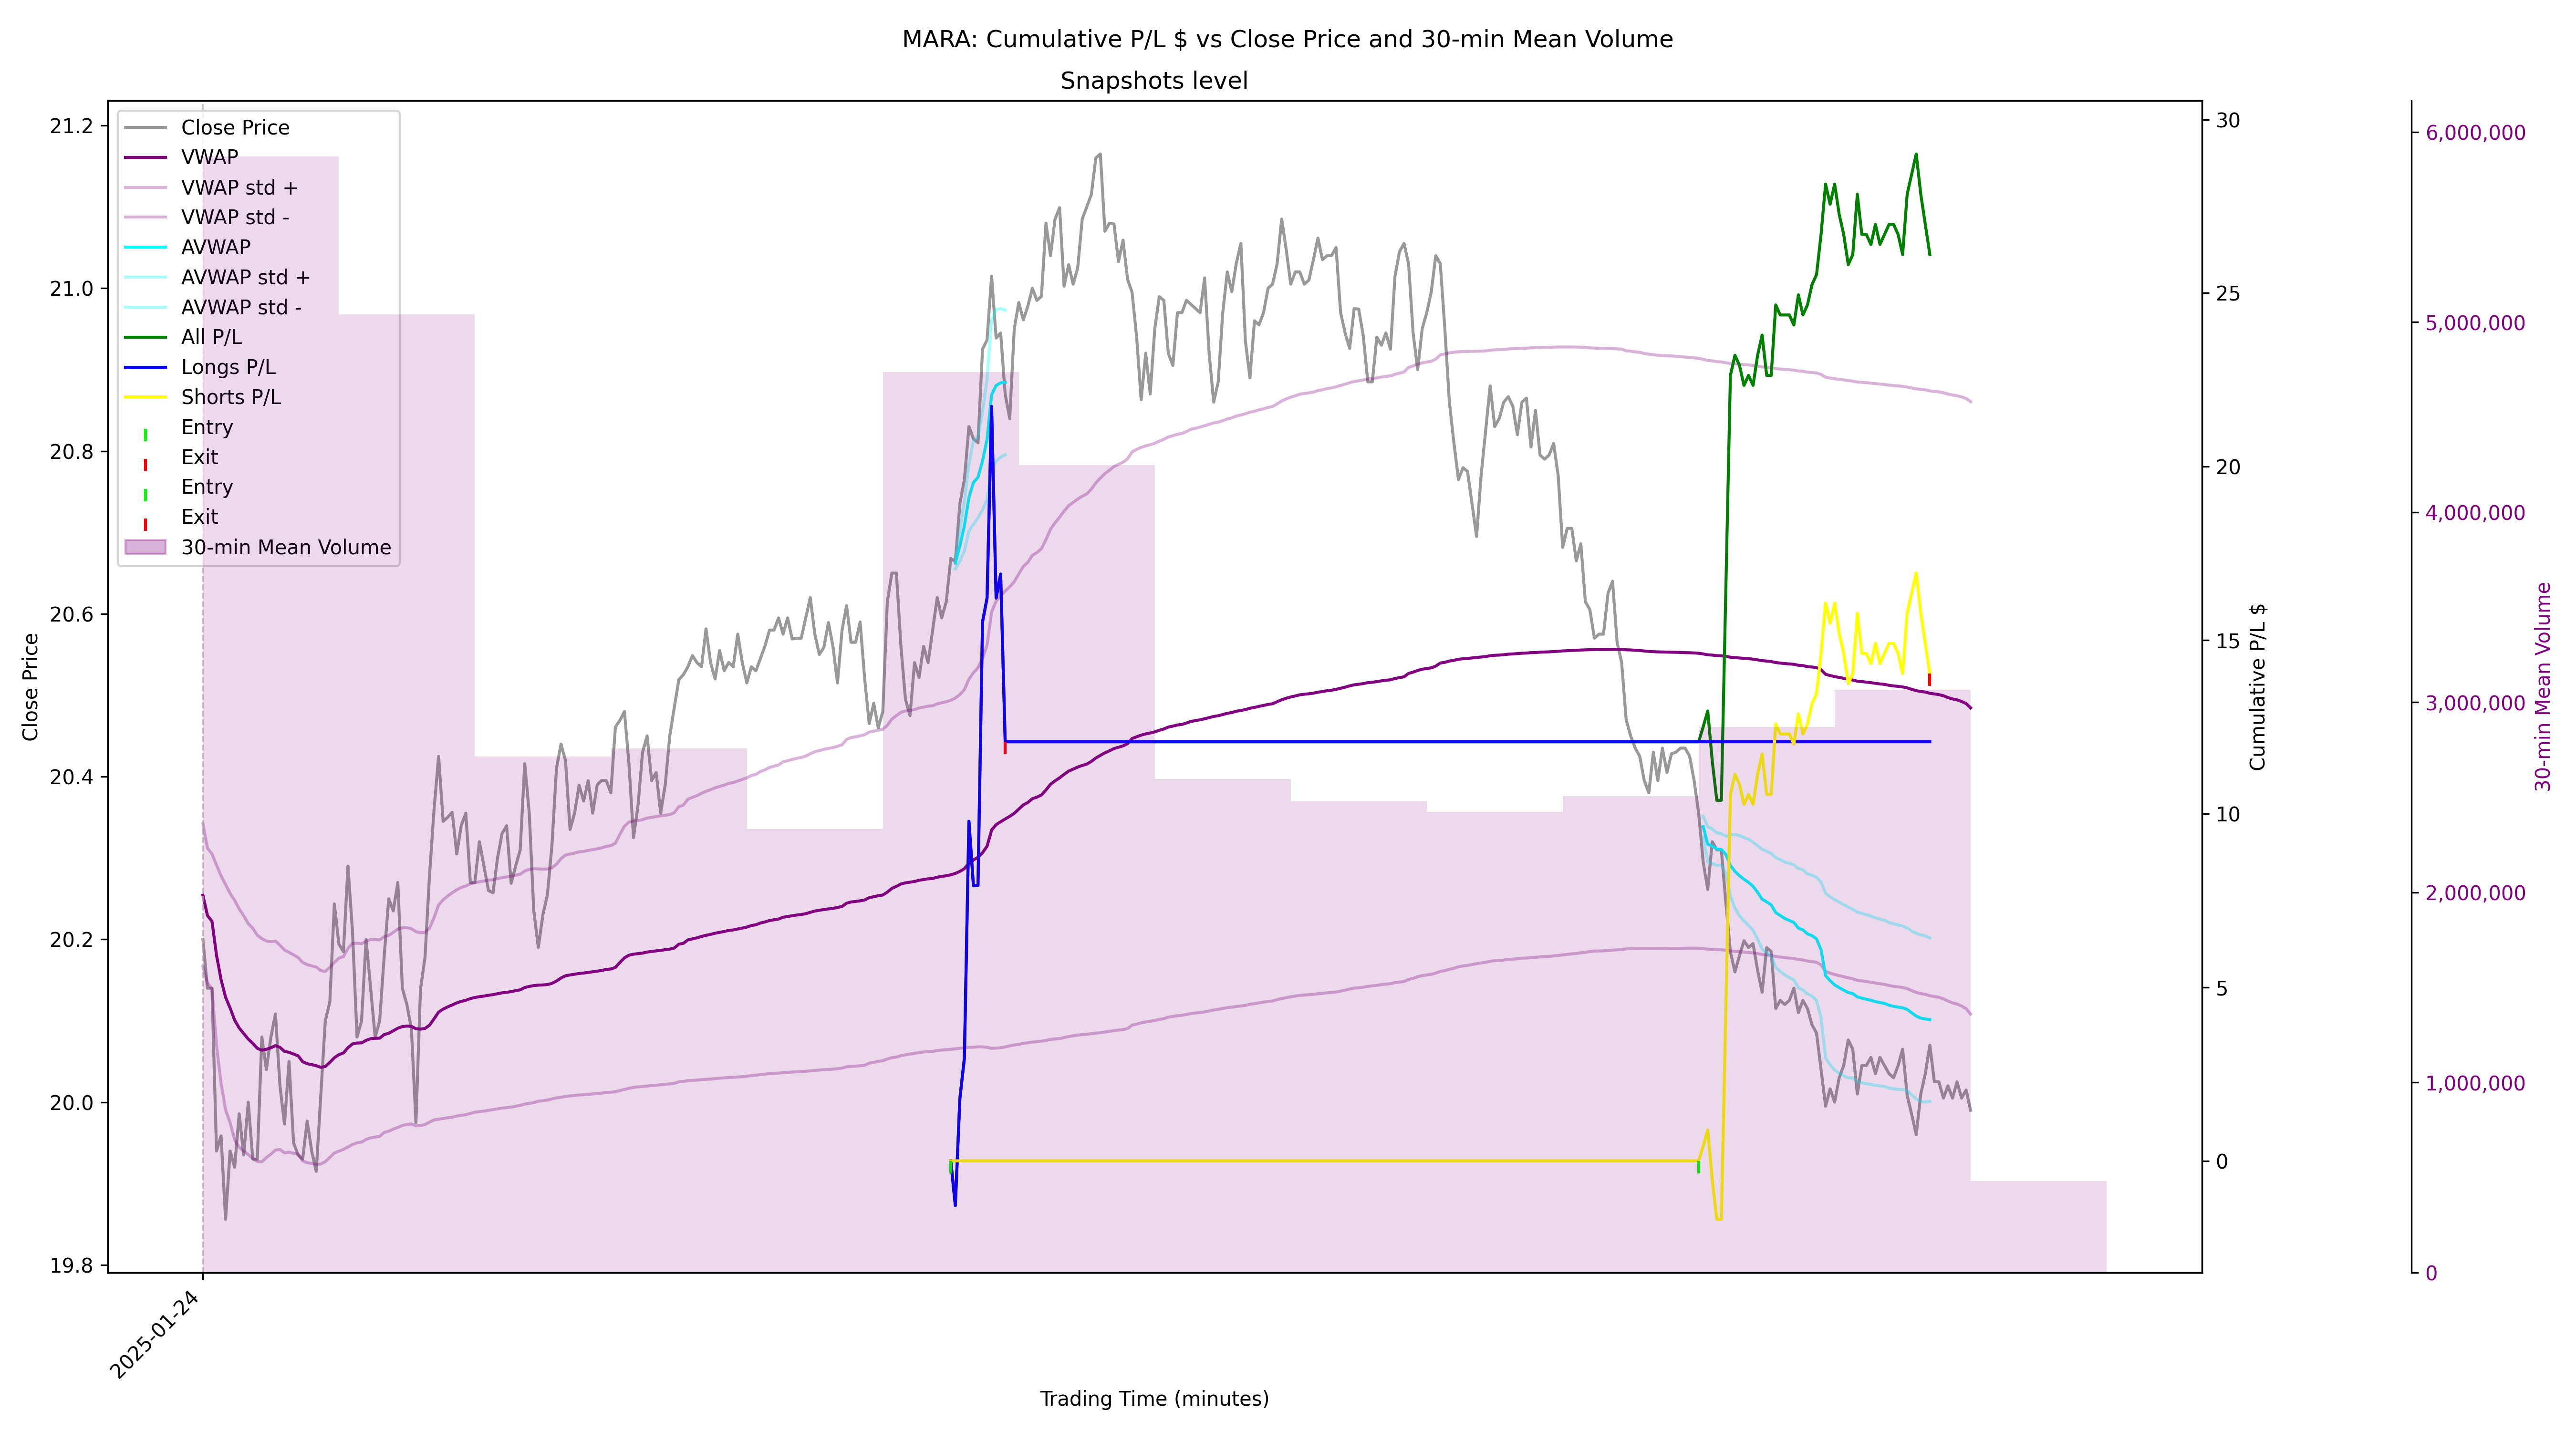 MARA: Cumulative P/L $ vs Close Price and 30-min Mean Volume
Snapshots level
Close Price
VWAP
VWAP std +
VWAP std -
AVWAP
AVWAP std +
AVWAP std -
All P/L
Longs P/L
Shorts P/L
Entry
Exit
Entry
Exit
30-min Mean Volume
21.2
21.0
20.8
20.6
20.4
20.2
20.0
19.8
Close Price
30
25
20
15
10
5
0
Cumulative P/L $
6,000,000
5,000,000
4,000,000
3,000,000
2,000,000
1,000,000
0
30-min Mean Volume
2025-01-24
Trading Time (minutes)